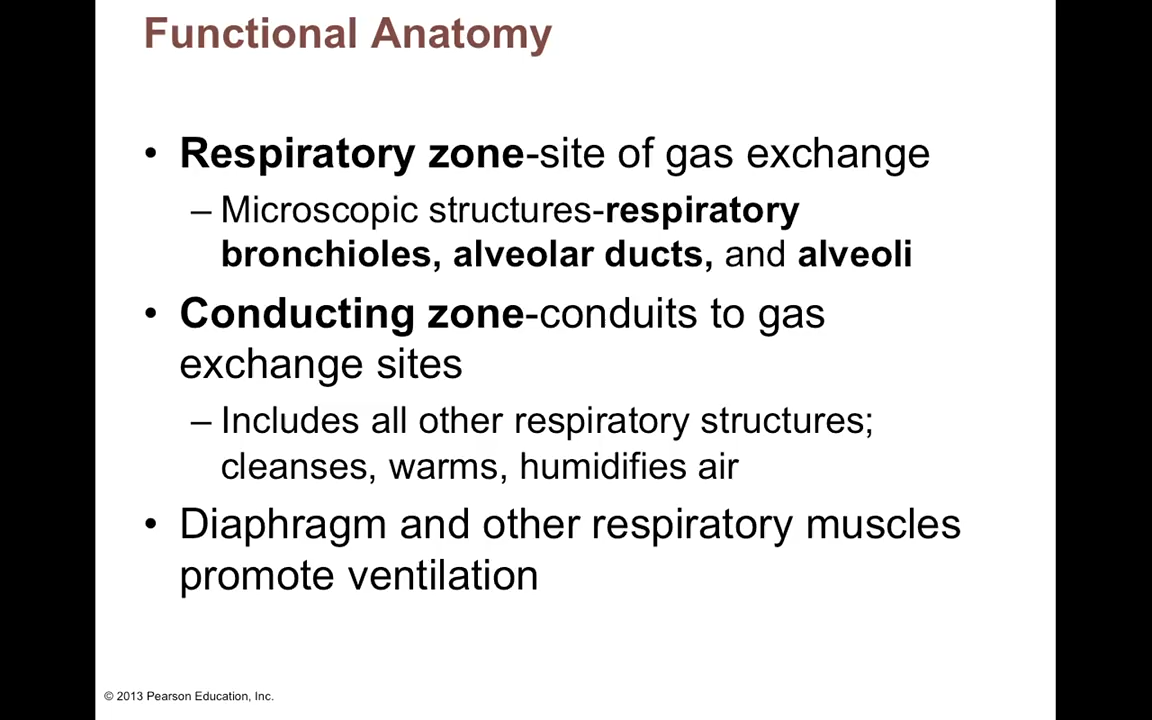 Functional Anatomy
• Respiratory zone-site of gas exchange
– Microscopic structures-respiratory
bronchioles, alveolar ducts, and alveoli
• Conducting zone-conduits to gas
exchange sites
– Includes all other respiratory structures;
cleanses, warms, humidifies air
• Diaphragm and other respiratory muscles
promote ventilation
© 2013 Pearson Education, Inc.